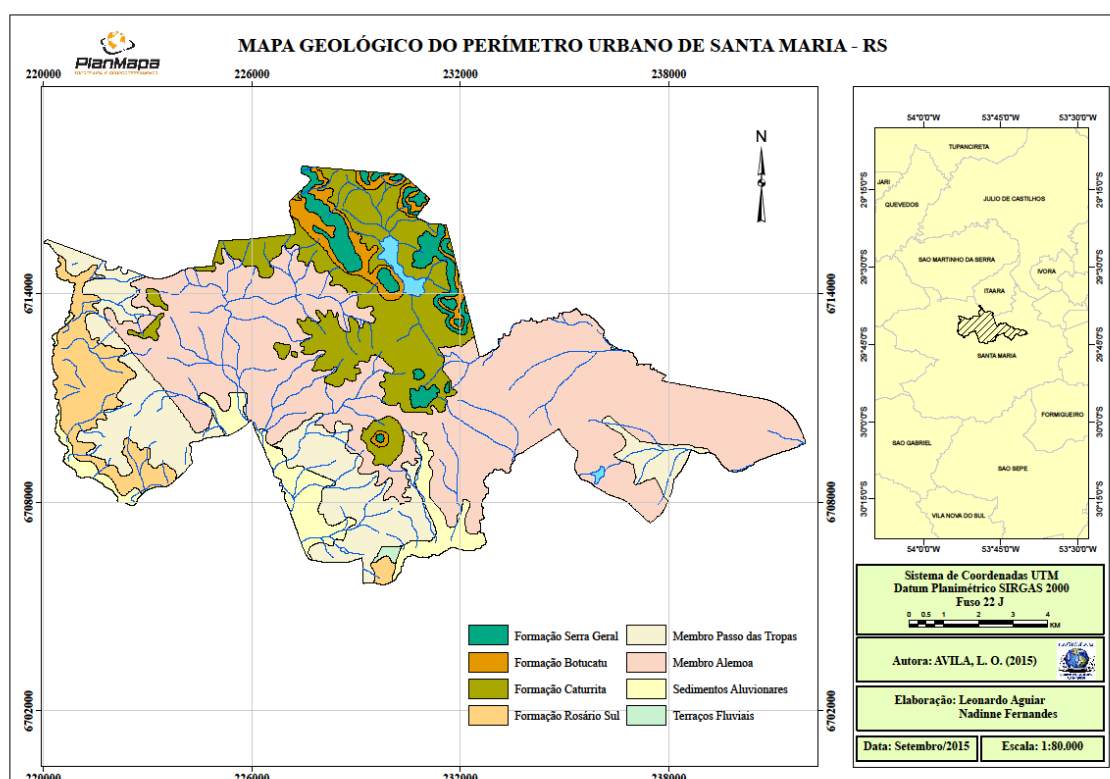 PlanMapa
MAPA GEOLÓGICO DO PERÍMETRO URBANO DE SANTA MARIA - RS
220000 226000 232000 238000
N
6714000 6714000
6708000 6708000
6702000 6702000
220000 226000 232000 238000
Formação Serra Geral
Formação Botucatu
Formação Caturrita
Formação Rosário Sul
Membro Passo das Tropas
Membro Alemoa
Sedimentos Aluvionares
Terraços Fluviais
54°0'0"W 53°45'0"W 53°30'0"W
TUPANCIRETA
JARI
QUEVEDOS
JULIO DE CASTILHOS
SAO MARTINHO DA SERRA
IVORA
ITAARA
SANTA MARIA
FORMIGUEIRO
SAO GABRIEL
SAO SEPE
VILA NOVA DO SUL
29°15'0"S 29°15'0"S
29°30'0"S 29°30'0"S
29°45'0"S 29°45'0"S
30°0'0"S 30°0'0"S
30°15'0"S 30°15'0"S
54°0'0"W 53°45'0"W 53°30'0"W
Sistema de Coordenadas UTM
Datum Planimétrico SIRGAS 2000
Fuso 22 J
0 0.5 1 2 3 4
KM
Autora: AVILA, L. O. (2015)
Elaboração: Leonardo Aguiar
Nadinne Fernandes
Data: Setembro/2015
Escala: 1:80.000